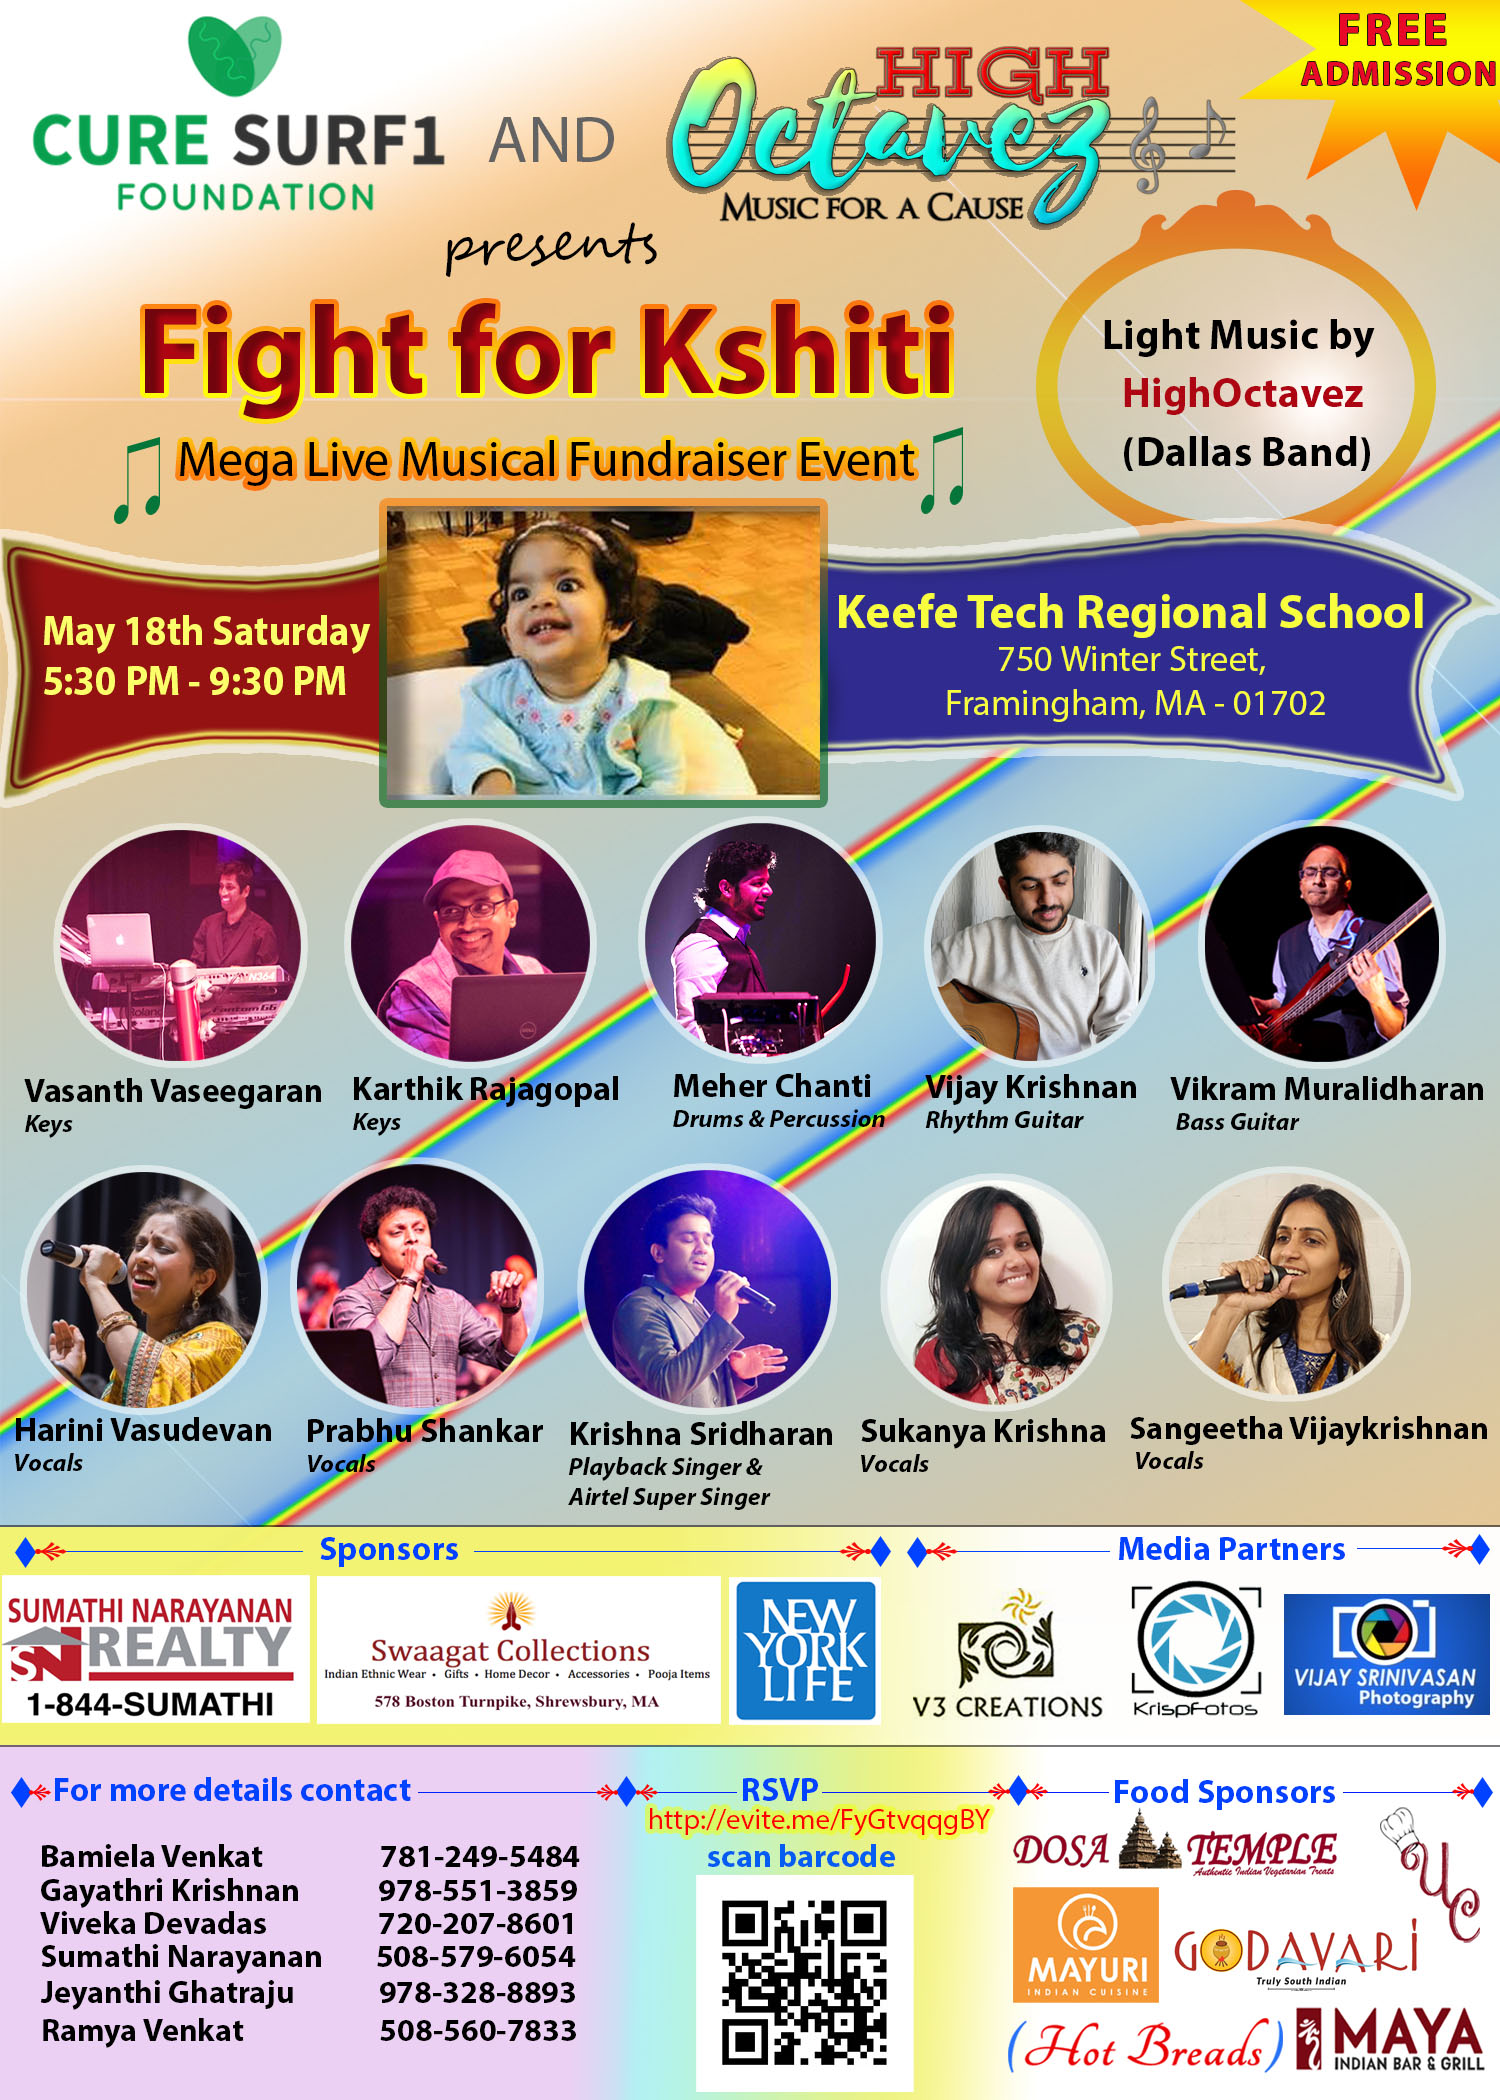 FREE
ADMISSION
CURE SURF1
FOUNDATION
AND
HIGH
Octavez
MUSIC FOR A CAUSE
presents
Fight for Kshiti
Mega Live Musical Fundraiser Event
Light Music by
HighOctavez
(Dallas Band)
May 18th Saturday
5:30 PM - 9:30 PM
Keefe Tech Regional School
750 Winter Street,
Framingham, MA - 01702
Vasanth Vaseegaran
Keys
Karthik Rajagopal
Keys
Meher Chanti
Drums & Percussion
Vijay Krishnan
Rhythm Guitar
Vikram Muralidharan
Bass Guitar
Harini Vasudevan
Vocals
Prabhu Shankar
Vocals
Krishna Sridharan
Playback Singer &
Airtel Super Singer
Sukanya Krishna
Vocals
Sangeetha Vijaykrishnan
Vocals
Sponsors
SUMATHI NARAYANAN
SN REALTY
1-844-SUMATHI
Swaagat Collections
Indian Ethnic Wear • Gifts • Home Decor • Accessories • Pooja Items
578 Boston Turnpike, Shrewsbury, MA
NEW
YORK
LIFE
Media Partners
V3 CREATIONS
KrispFotos
VIJAY SRINIVASAN
Photography
For more details contact
Bamiela Venkat 781-249-5484
Gayathri Krishnan 978-551-3859
Viveka Devadas 720-207-8601
Sumathi Narayanan 508-579-6054
Jeyanthi Ghatraju 978-328-8893
Ramya Venkat 508-560-7833
RSVP
http://evite.me/FyGtvqqgBY
scan barcode
Food Sponsors
DOSA TEMPLE
Authentic Indian Vegetarian Treats
UC
MAYURI
INDIAN CUISINE
GODAVARI
Truly South Indian
(Hot Breads)
MAYA
INDIAN BAR & GRILL